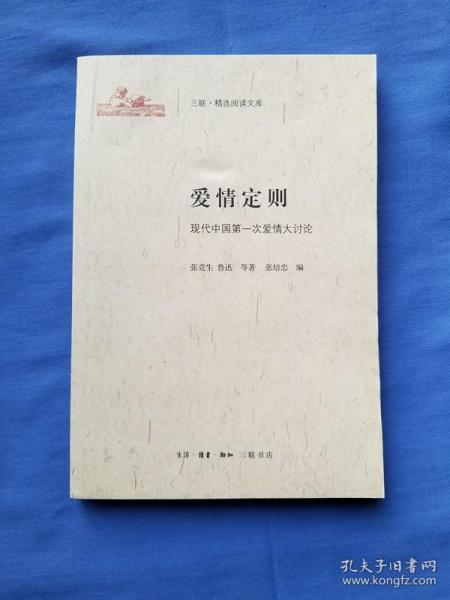 三联·精选阅读文库
爱情定则
现代中国第一次爱情大讨论
张竞生 鲁迅 等著 张培忠 编
生活·读书·新知 三联书店
孔夫子旧书网
www.kongfz.com